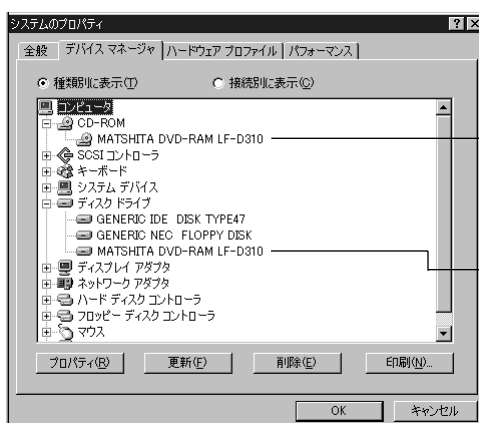 システムのプロパティ
全般 デバイス マネージャ ハードウェア プロファイル パフォーマンス
種類別に表示(T) 接続別に表示(C)
コンピュータ
CD-ROM
MATSHITA DVD-RAM LF-D310
SCSI コントローラ
キーボード
システム デバイス
ディスク ドライブ
GENERIC IDE DISK TYPE47
GENERIC NEC FLOPPY DISK
MATSHITA DVD-RAM LF-D310
ディスプレイ アダプタ
ネットワーク アダプタ
ハード ディスク コントローラ
フロッピー ディスク コントローラ
マウス
プロパティ(R) 更新(F) 削除(E) 印刷(N)...
OK キャンセル